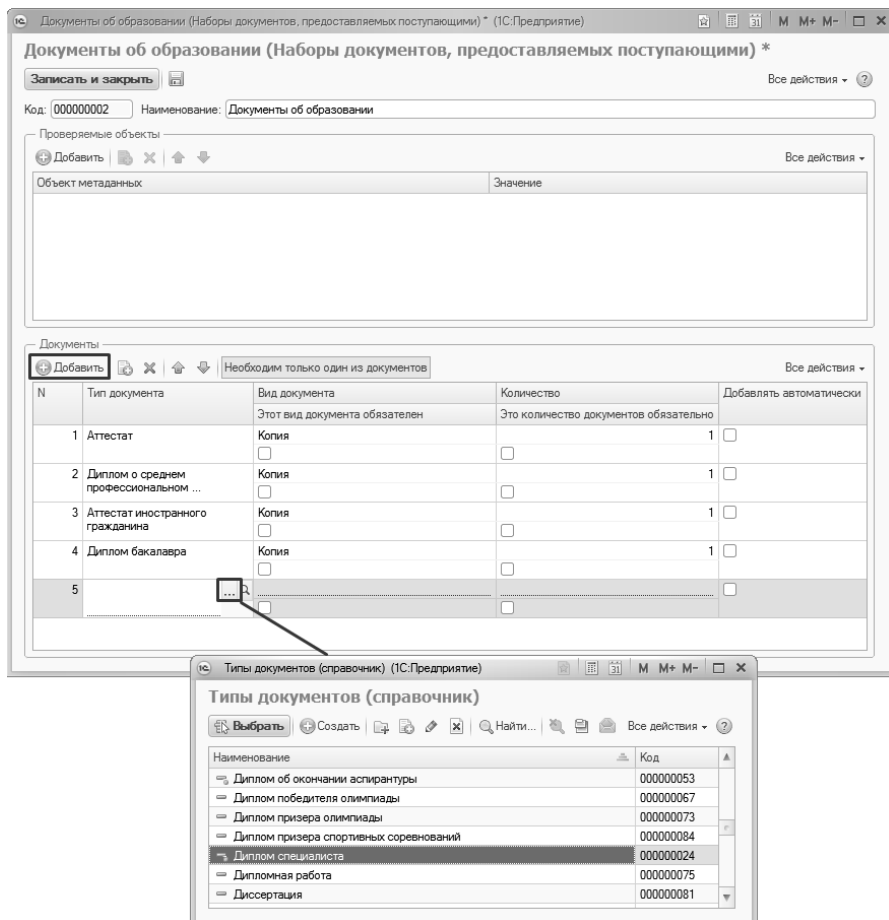 Документы об образовании (Наборы документов, предоставляемых поступающими) * (1С:Предприятие)
31 M M+ M-
Документы об образовании (Наборы документов, предоставляемых поступающими) *
Записать и закрыть Все действия
Код: 000000002 Наименование: Документы об образовании
Проверяемые объекты
Добавить Все действия
Объект метаданных Значение
Документы
Добавить Необходим только один из документов Все действия
N Тип документа Вид документа Количество Добавлять автоматически
Этот вид документа обязателен Это количество документов обязательно
1 Аттестат Копия 1
2 Диплом о среднем Копия 1
профессиональном ...
3 Аттестат иностранного Копия 1
гражданина
4 Диплом бакалавра Копия 1
5 ...
Типы документов (справочник) (1С:Предприятие) 31 M M+ M-
Типы документов (справочник)
Выбрать Создать Найти... Все действия
Наименование Код
Диплом об окончании аспирантуры 000000053
Диплом победителя олимпиады 000000067
Диплом призера олимпиады 000000073
Диплом призера спортивных соревнований 000000084
Диплом специалиста 000000024
Дипломная работа 000000075
Диссертация 000000081